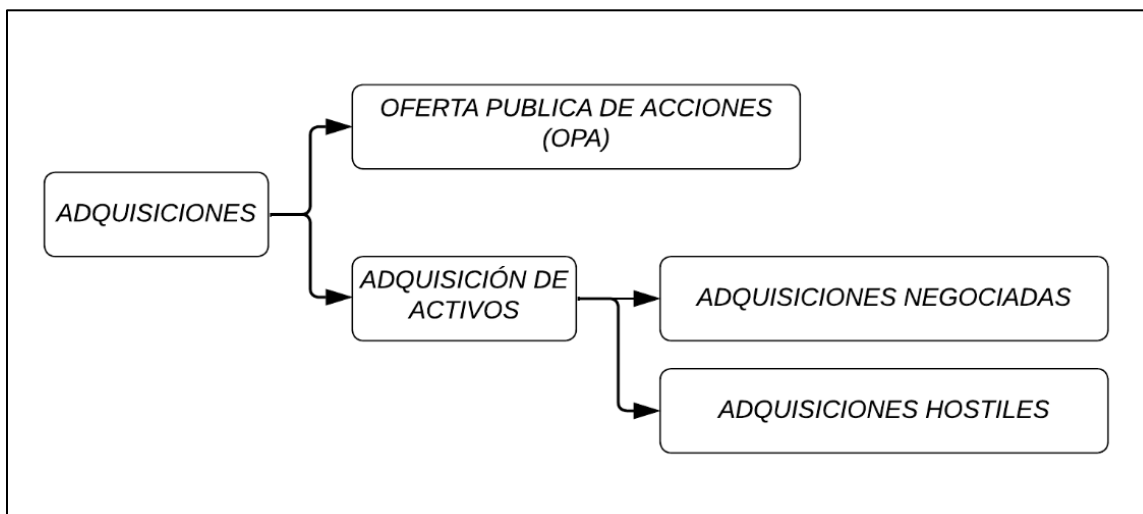 OFERTA PUBLICA DE ACCIONES
(OPA)
ADQUISICIONES
ADQUISICIÓN DE
ACTIVOS
ADQUISICIONES NEGOCIADAS
ADQUISICIONES HOSTILES